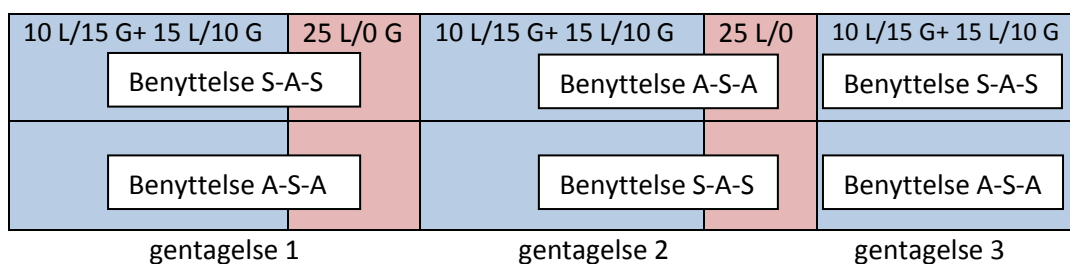 10 L/15 G+ 15 L/10 G 25 L/0 G 10 L/15 G+ 15 L/10 G 25 L/0 10 L/15 G+ 15 L/10 G
Benyttelse S-A-S Benyttelse A-S-A Benyttelse S-A-S
Benyttelse A-S-A Benyttelse S-A-S Benyttelse A-S-A
gentagelse 1 gentagelse 2 gentagelse 3